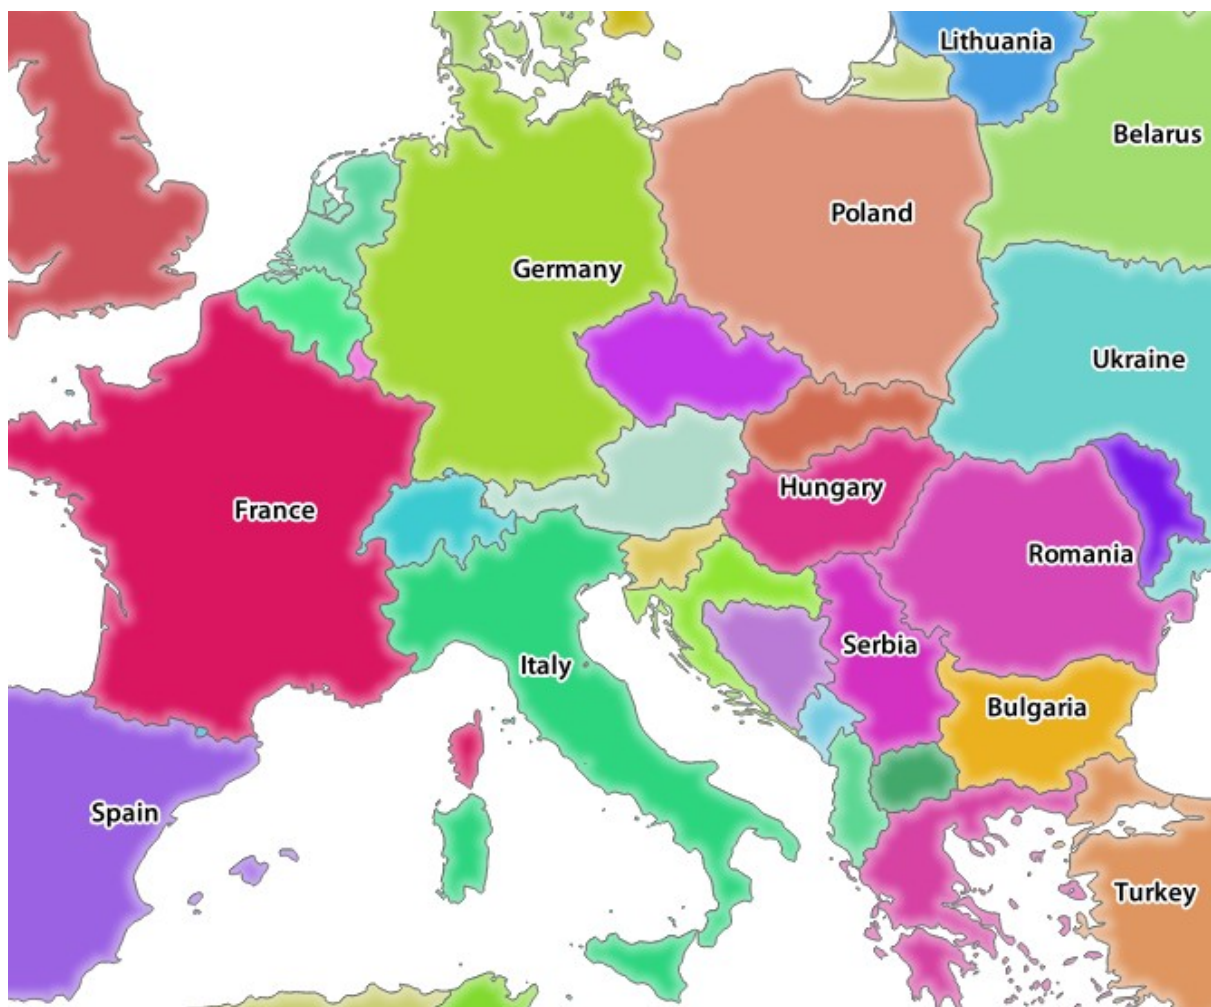 Lithuania
Belarus
Poland
Germany
Ukraine
Hungary
France
Romania
Serbia
Italy
Bulgaria
Spain
Turkey